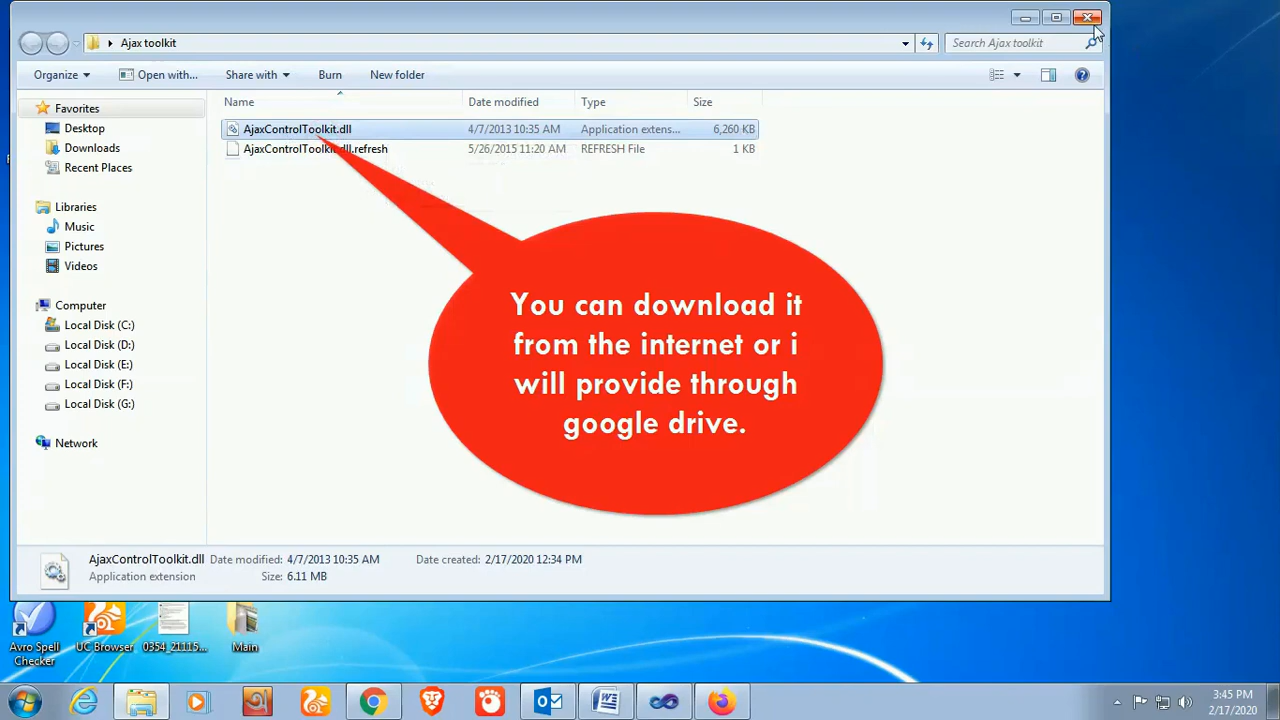 Ajax toolkit
Search Ajax toolkit
Organize
Open with...
Share with
Burn
New folder
Name
Date modified
Type
Size
AjaxControlToolkit.dll
4/7/2013 10:35 AM
Application extens...
6,260 KB
AjaxControlToolkit.dll.refresh
5/26/2015 11:20 AM
REFRESH File
1 KB
Favorites
Desktop
Downloads
Recent Places
Libraries
Music
Pictures
Videos
Computer
Local Disk (C:)
Local Disk (D:)
Local Disk (E:)
Local Disk (F:)
Local Disk (G:)
Network
You can download it
from the internet or i
will provide through
google drive.
AjaxControlToolkit.dll
Date modified: 4/7/2013 10:35 AM
Date created: 2/17/2020 12:34 PM
Application extension
Size: 6.11 MB
Avro Spell
Checker
UC Browser
0354_21115...
Main
3:45 PM
2/17/2020